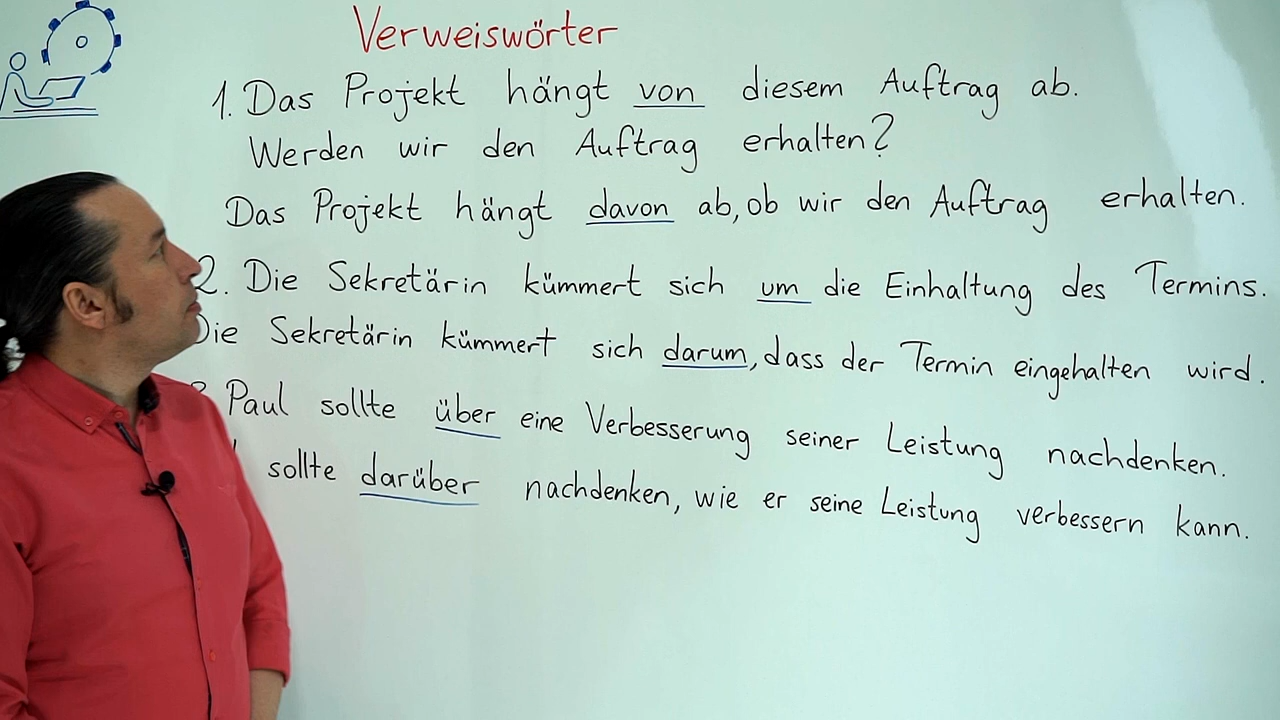 Verweiswörter
1. Das Projekt hängt von diesem Auftrag ab.
Werden wir den Auftrag erhalten?
Das Projekt hängt davon ab, ob wir den Auftrag erhalten.
2. Die Sekretärin kümmert sich um die Einhaltung des Termins.
Die Sekretärin kümmert sich darum, dass der Termin eingehalten wird.
Paul sollte über eine Verbesserung seiner Leistung nachdenken.
sollte darüber nachdenken, wie er seine Leistung verbessern kann.